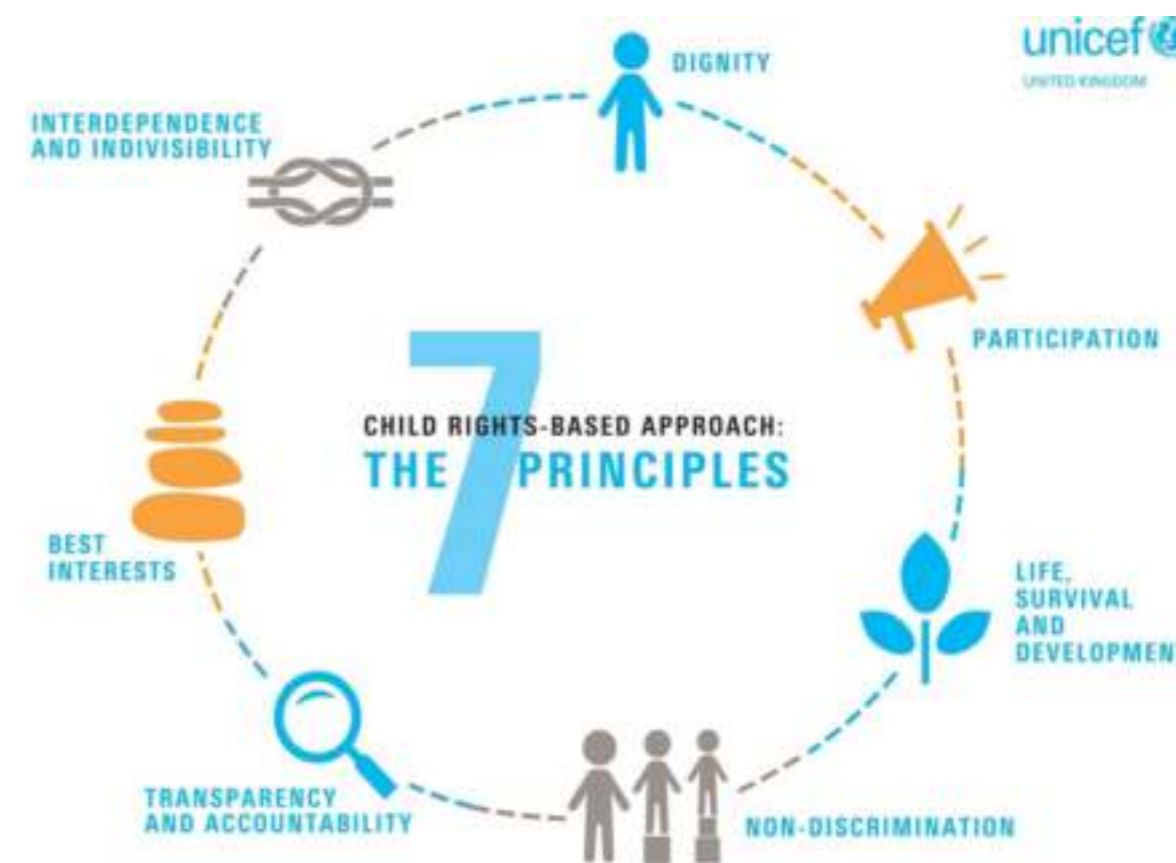 unicef
UNITED KINGDOM
DIGNITY
INTERDEPENDENCE
AND INDIVISIBILITY
PARTICIPATION
7
CHILD RIGHTS-BASED APPROACH:
THE PRINCIPLES
BEST
INTERESTS
LIFE,
SURVIVAL
AND
DEVELOPMEN
TRANSPARENCY
AND ACCOUNTABILITY
NON-DISCRIMINATION